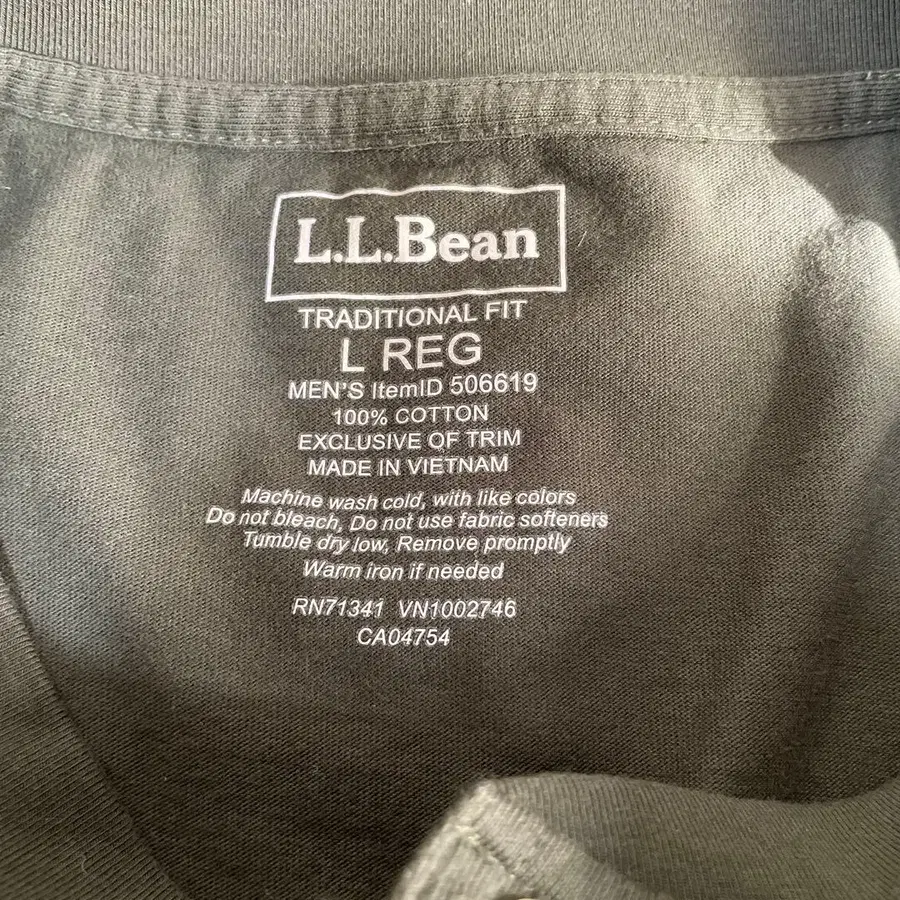 L.L.Bean
TRADITIONAL FIT
L REG
MEN'S ItemID 506619
100% COTTON
EXCLUSIVE OF TRIM
MADE IN VIETNAM
Machine wash cold, with like colors
Do not bleach, Do not use fabric softeners
Tumble dry low, Remove promptly
Warm iron if needed
RN71341 VN1002746
CA04754